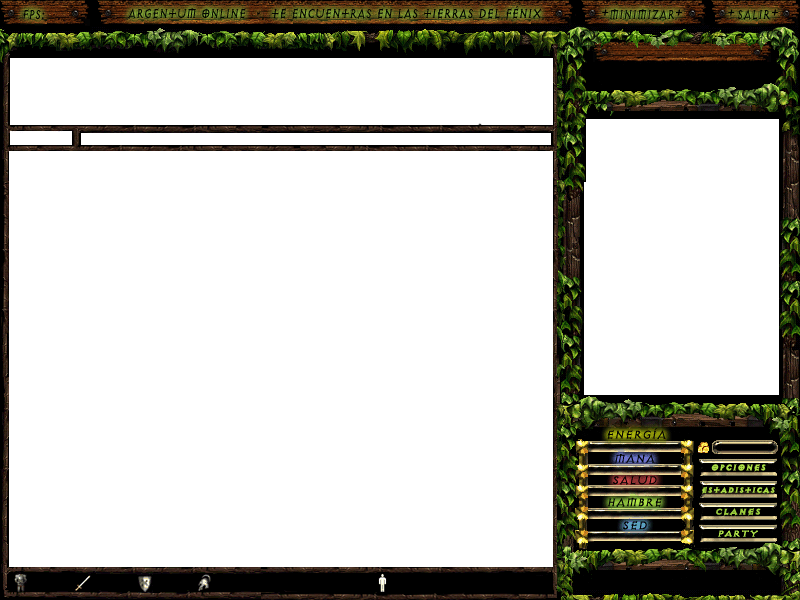 FPS:
ARGENTUM ONLINE - TE ENCUENTRAS EN LAS TIERRAS DEL FÉNIX
+MINIMIZAR+
+SALIR+
ENERGIA
MANA
SALUD
HAMBRE
SED
OPCIONES
ESTADISTICAS
CLANES
PARTY